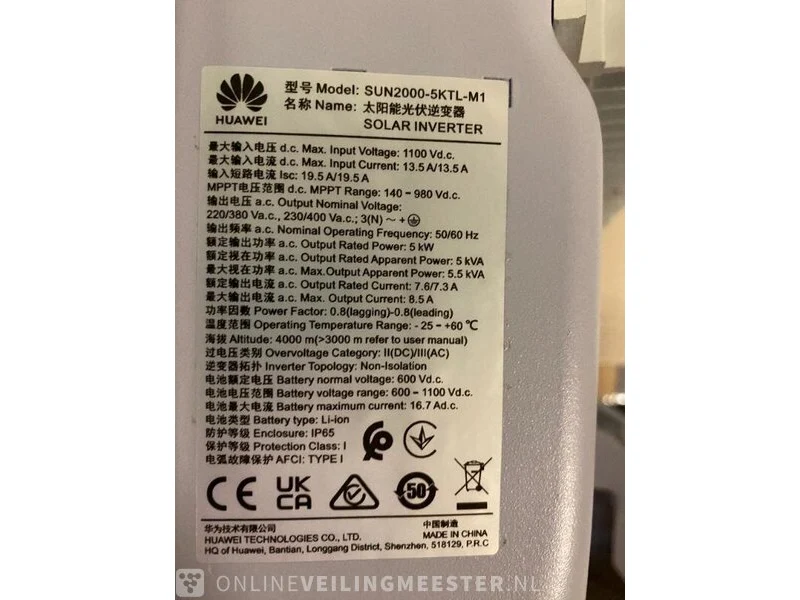 HUAWEI
型号 Model: SUN2000-5KTL-M1
名称 Name: 太阳能光伏逆变器
SOLAR INVERTER
最大输入电压 d.c. Max. Input Voltage: 1100 Vd.c.
最大输入电流 d.c. Max. Input Current: 13.5 A/13.5 A
输入短路电流 Isc: 19.5 A/19.5 A
MPPT电压范围 d.c. MPPT Range: 140 – 980 Vd.c.
输出电压 a.c. Output Nominal Voltage:
220/380 Va.c., 230/400 Va.c.; 3(N) ~ +
输出频率 a.c. Nominal Operating Frequency: 50/60 Hz
额定输出功率 a.c. Output Rated Power: 5 kW
额定视在功率 a.c. Output Rated Apparent Power: 5 kVA
最大视在功率 a.c. Max.Output Apparent Power: 5.5 kVA
额定输出电流 a.c. Output Rated Current: 7.6/7.3 A
最大输出电流 a.c. Max. Output Current: 8.5 A
功率因数 Power Factor: 0.8(lagging)-0.8(leading)
温度范围 Operating Temperature Range: - 25 ~ +60 ℃
海拔 Altitude: 4000 m(>3000 m refer to user manual)
过电压类别 Overvoltage Category: II(DC)/III(AC)
逆变器拓扑 Inverter Topology: Non-Isolation
电池额定电压 Battery normal voltage: 600 Vd.c.
电池电压范围 Battery voltage range: 600 – 1100 Vd.c.
电池最大电流 Battery maximum current: 16.7 Ad.c.
电池类型 Battery type: Li-ion
防护等级 Enclosure: IP65
保护等级 Protection Class: I
电弧故障保护 AFCI: TYPE I
CE UK CA 50
华为技术有限公司 中国制造
HUAWEI TECHNOLOGIES CO., LTD. MADE IN CHINA
HQ of Huawei, Bantian, Longgang District, Shenzhen, 518129, P.R.C
ONLINEVEILINGMEESTER.NL